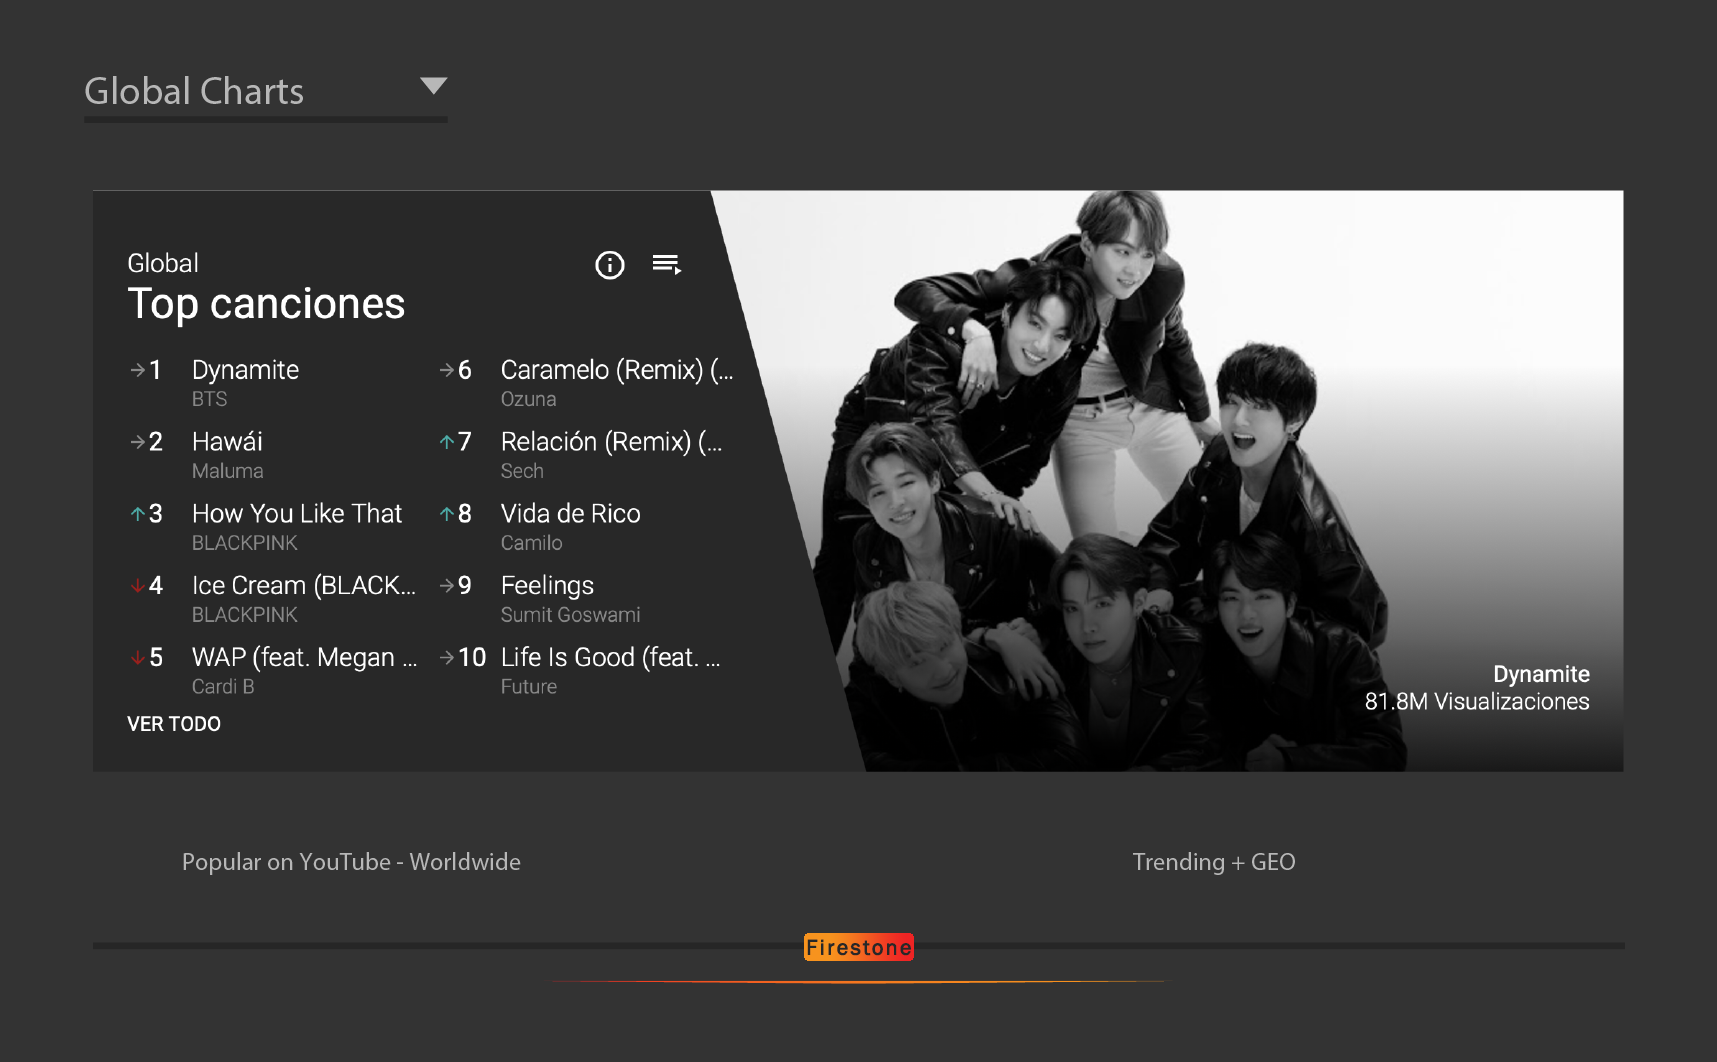 Global Charts
Global
Top canciones
1 Dynamite
BTS
2 Hawái
Maluma
3 How You Like That
BLACKPINK
4 Ice Cream (BLACK...
BLACKPINK
5 WAP (feat. Megan ...
Cardi B
6 Caramelo (Remix) (...
Ozuna
7 Relación (Remix) (...
Sech
8 Vida de Rico
Camilo
9 Feelings
Sumit Goswami
10 Life Is Good (feat. ...
Future
VER TODO
Dynamite
81.8M Visualizaciones
Popular on YouTube - Worldwide
Trending + GEO
Firestone